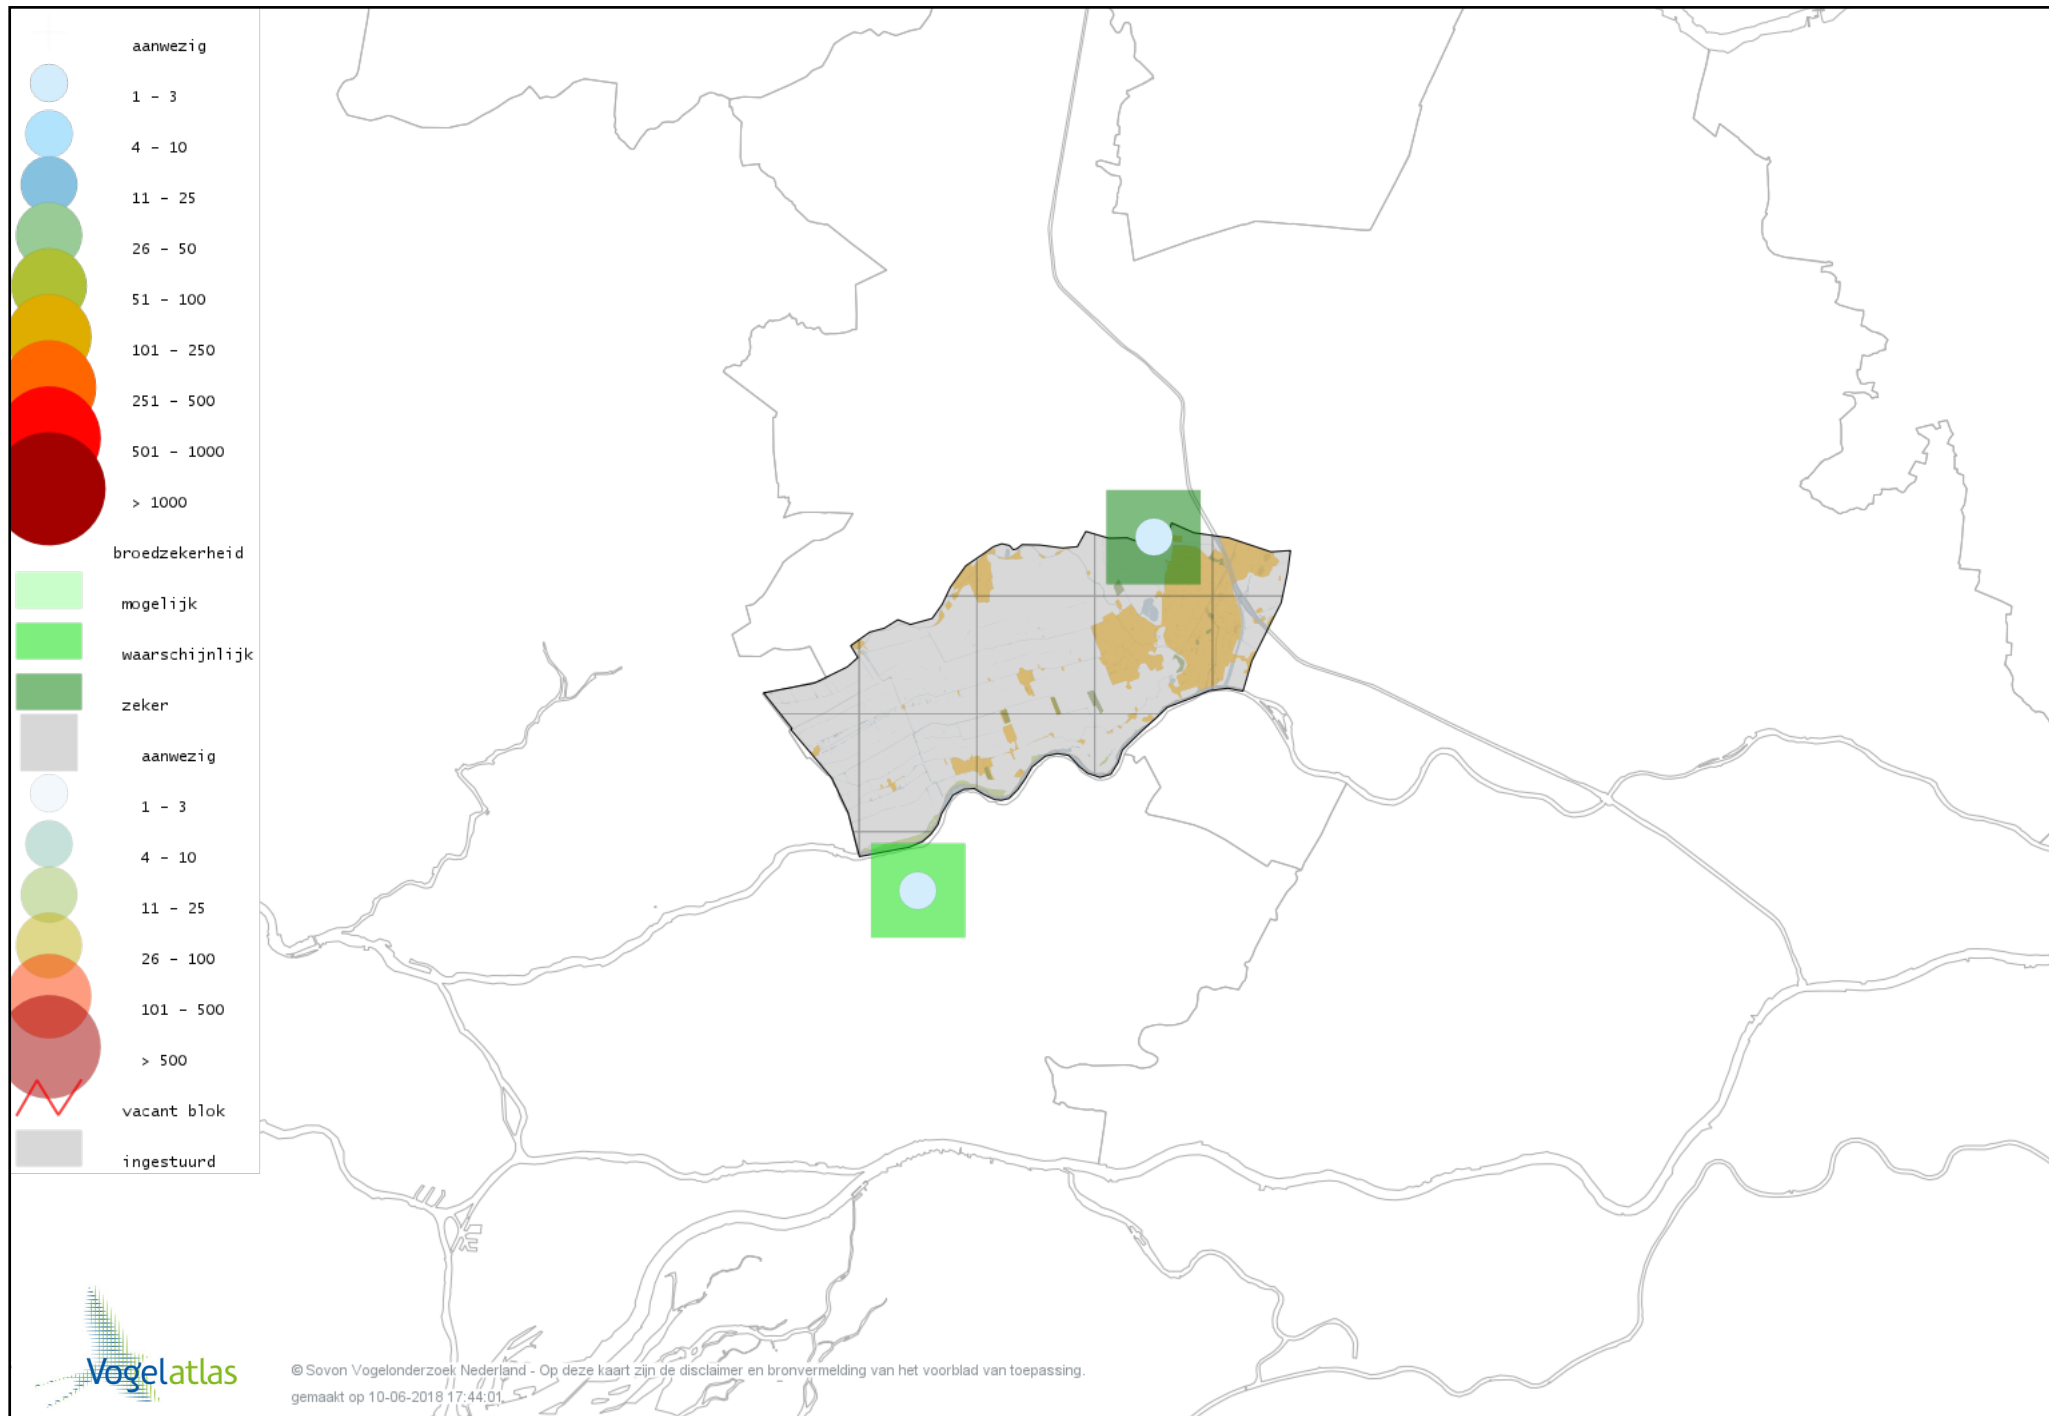 aanwezig
1 - 3
4 - 10
11 - 25
26 - 50
51 - 100
101 - 250
251 - 500
501 - 1000
> 1000
broedzekerheid
mogelijk
waarschijnlijk
zeker
aanwezig
1 - 3
4 - 10
11 - 25
26 - 100
101 - 500
> 500
vacant blok
ingestuurd
Vogelatlas
© Sovon Vogelonderzoek Nederland - Op deze kaart zijn de disclaimer en bronvermelding van het voorblad van toepassing.
gemaakt op 10-06-2018 17:44:01